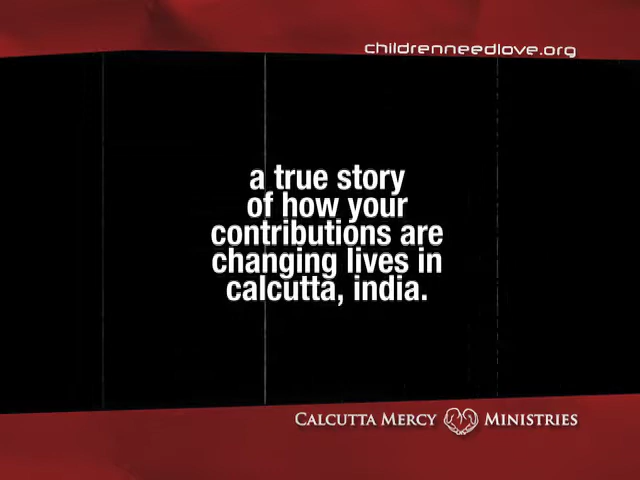 childrenneedlove.org
a true story
of how your
contributions are
changing lives in
calcutta, india.
CALCUTTA MERCY MINISTRIES